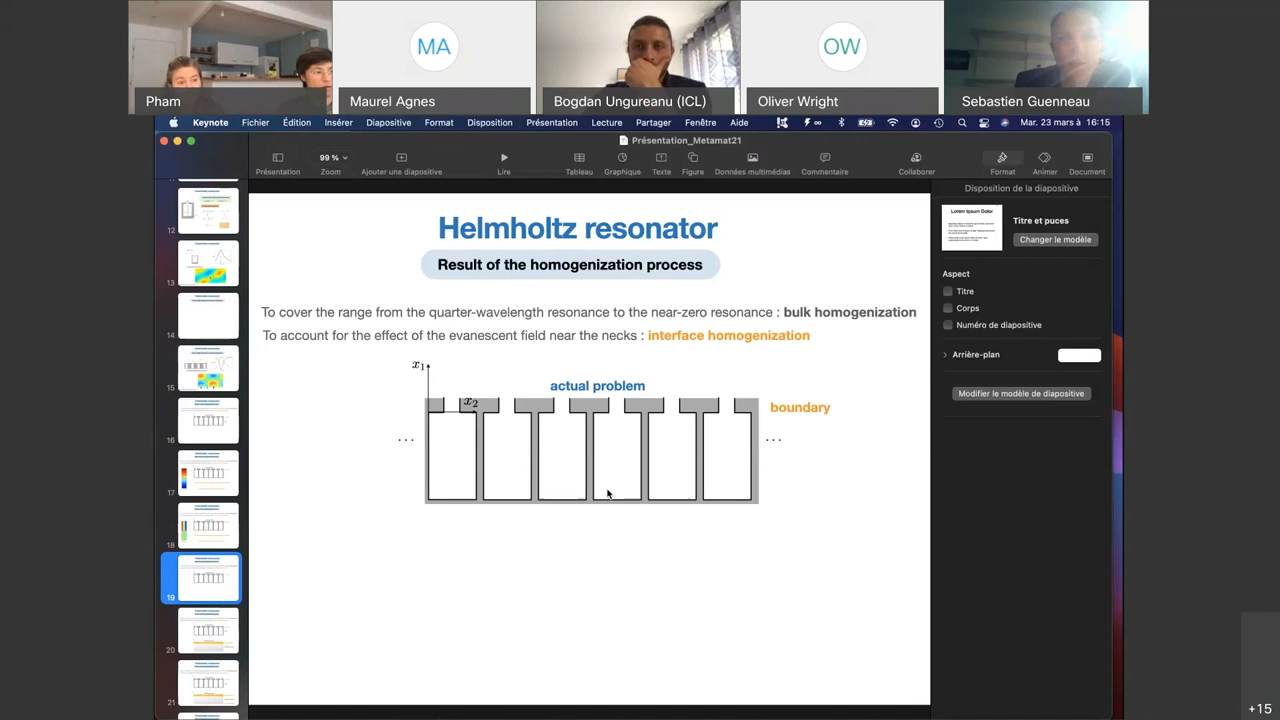 MA
OW
Pham
Maurel Agnes
Bogdan Ungureanu (ICL)
Oliver Wright
Sebastien Guenneau
Keynote Fichier Édition Insérer Diapositive Format Disposition Présentation Lecture Partager Fenêtre Aide Mar. 23 mars à 16:15
Présentation_Metamat21
99 %
Présentation Zoom Ajouter une diapositive Lire Tableau Graphique Texte Figure Données multimédias Commentaire Collaborer Format Animer Document
Disposition de la diapositive
Lorem Ipsum Dolor
Titre et puces
Changer le modèle
Aspect
Titre
Corps
Numéro de diapositive
Arrière-plan
Modifier le modèle de diapositive
12
13
14
15
16
17
18
19
20
21
Helmholtz resonator
Result of the homogenization process
To cover the range from the quarter-wavelength resonance to the near-zero resonance : bulk homogenization
To account for the effect of the evanescent field near the necks : interface homogenization
x₁
actual problem
x₂
boundary
... ...
+15